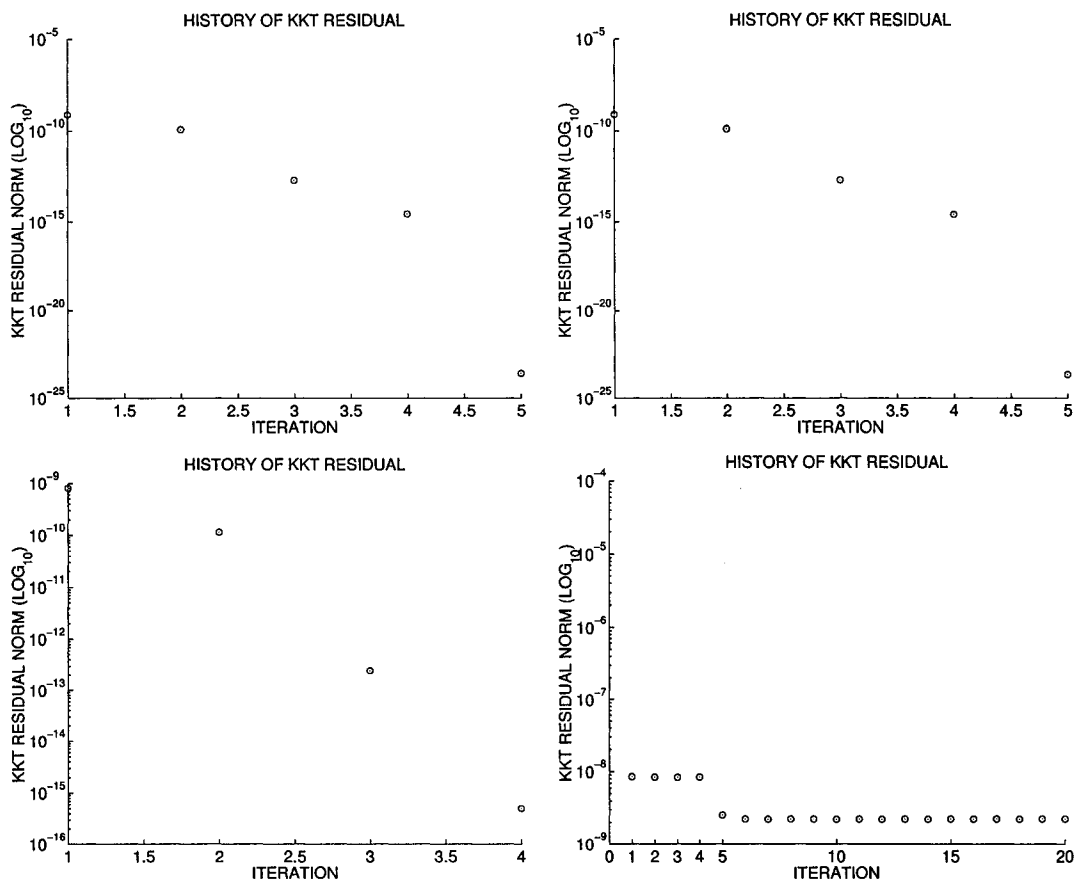 HISTORY OF KKT RESIDUAL
KKT RESIDUAL NORM (LOG10)
10-5
10-10
10-15
10-20
10-25
1 1.5 2 2.5 3 3.5 4 4.5 5
ITERATION
HISTORY OF KKT RESIDUAL
KKT RESIDUAL NORM (LOG10)
10-5
10-10
10-15
10-20
10-25
1 1.5 2 2.5 3 3.5 4 4.5 5
ITERATION
HISTORY OF KKT RESIDUAL
KKT RESIDUAL NORM (LOG10)
10-9
10-10
10-11
10-12
10-13
10-14
10-15
10-16
1 1.5 2 2.5 3 3.5 4
ITERATION
HISTORY OF KKT RESIDUAL
KKT RESIDUAL NORM (LOG10)
10-4
10-5
10-6
10-7
10-8
10-9
0 1 2 3 4 5 10 15 20
ITERATION